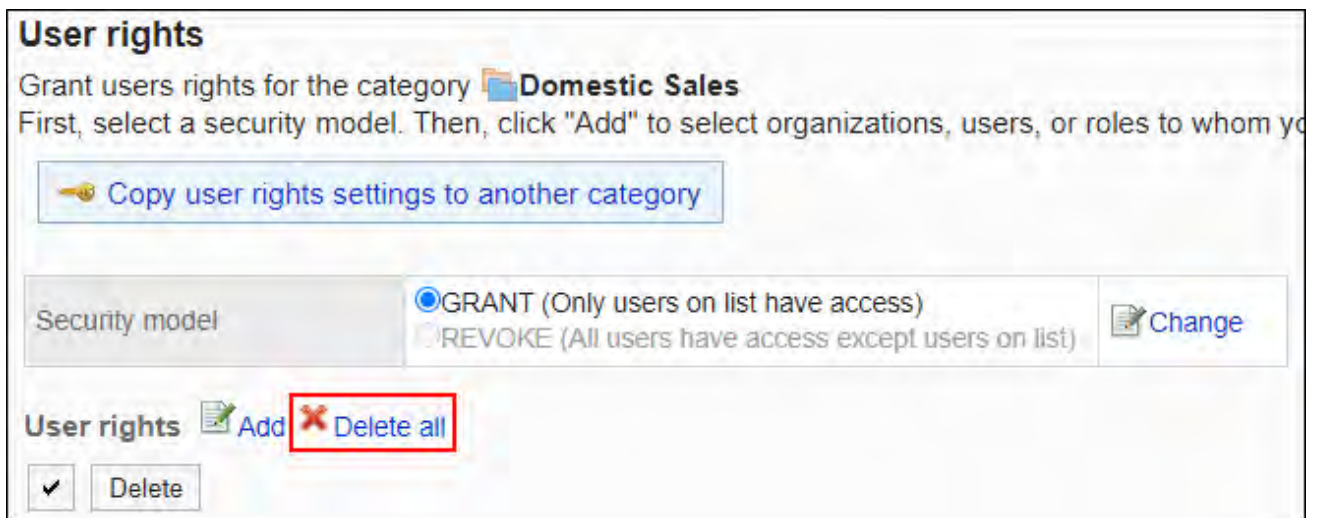 User rights
Grant users rights for the category Domestic Sales
First, select a security model. Then, click "Add" to select organizations, users, or roles to whom yo
Copy user rights settings to another category
Security model
GRANT (Only users on list have access)
REVOKE (All users have access except users on list)
Change
User rights Add Delete all
Delete